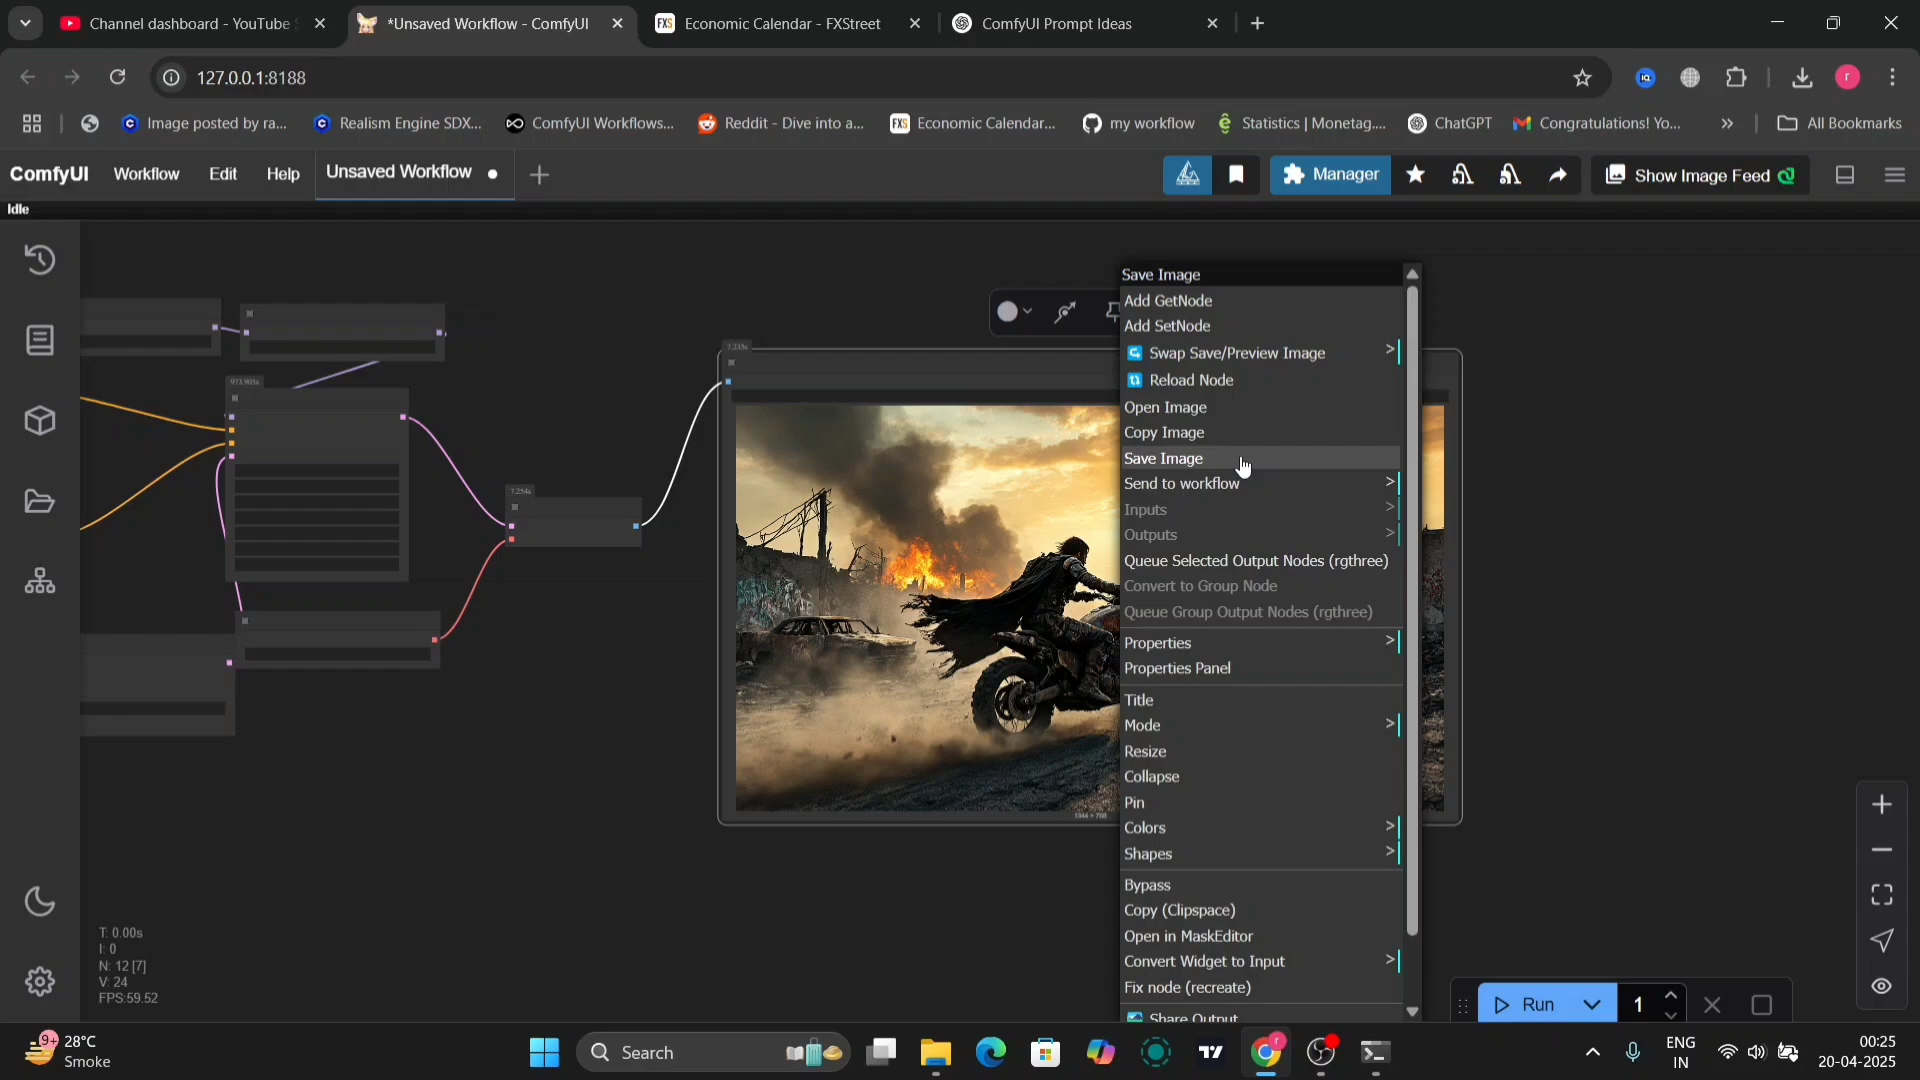 Channel dashboard - YouTube
*Unsaved Workflow - ComfyUI
Economic Calendar - FXStreet
ComfyUI Prompt Ideas
127.0.0.1:8188
Image posted by ra...
Realism Engine SDX...
ComfyUI Workflows...
Reddit - Dive into a...
Economic Calendar...
my workflow
Statistics | Monetag....
ChatGPT
Congratulations! Yo...
All Bookmarks
ComfyUI
Workflow
Edit
Help
Unsaved Workflow
Manager
Show Image Feed
Idle
Save Image
Add GetNode
Add SetNode
Swap Save/Preview Image
Reload Node
Open Image
Copy Image
Save Image
Send to workflow
Inputs
Outputs
Queue Selected Output Nodes (rgthree)
Convert to Group Node
Queue Group Output Nodes (rgthree)
Properties
Properties Panel
Title
Mode
Resize
Collapse
Pin
Colors
Shapes
Bypass
Copy (Clipspace)
Open in MaskEditor
Convert Widget to Input
Fix node (recreate)
Share Output
7.254s
1344 × 768
T: 0.00s
I: 0
N: 12 [7]
V: 24
FPS:59.52
Run
1
9+
28°C
Smoke
Search
ENG
IN
00:25
20-04-2025